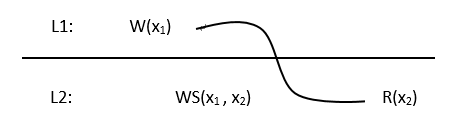 L1: W(x₁)
L2: WS(x₁, x₂) R(x₂)